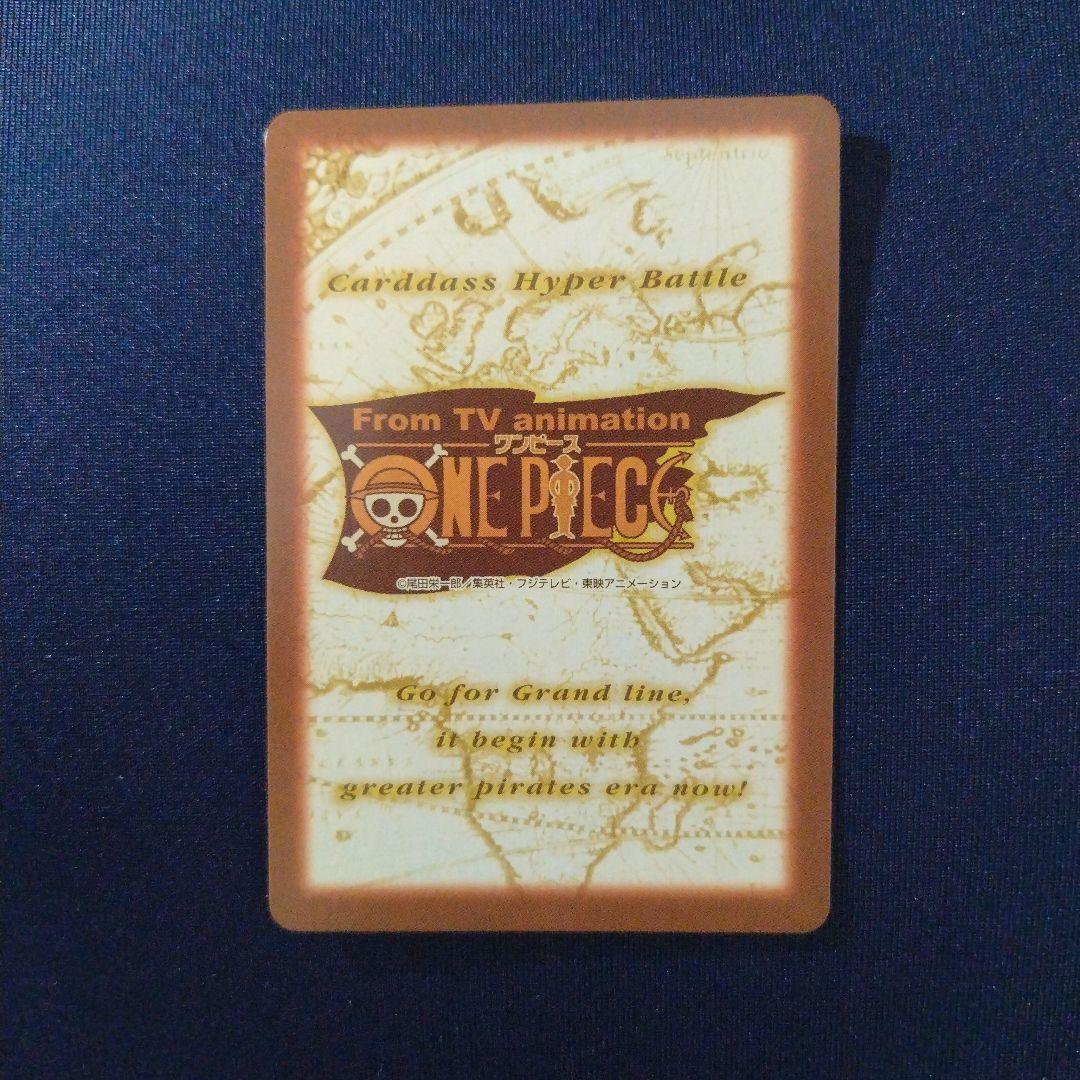 Septentrio
Carddass Hyper Battle
From TV animation
ワンピース
ONE PIECE
©尾田栄一郎／集英社・フジテレビ・東映アニメーション
Go for Grand line,
it begin with
greater pirates era now!